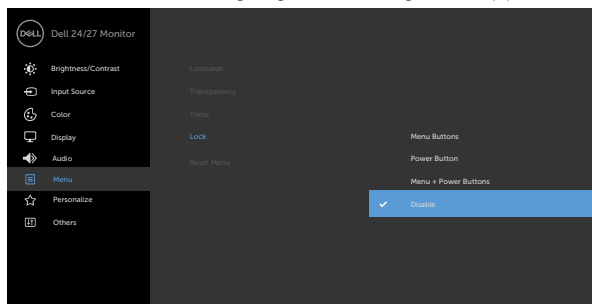 DELL Dell 24/27 Monitor
Brightness/Contrast
Language
Input Source
Transparency
Color
Timer
Display
Lock
Menu Buttons
Audio
Reset Menu
Power Button
Menu
Menu + Power Buttons
Personalize
Disable
Others